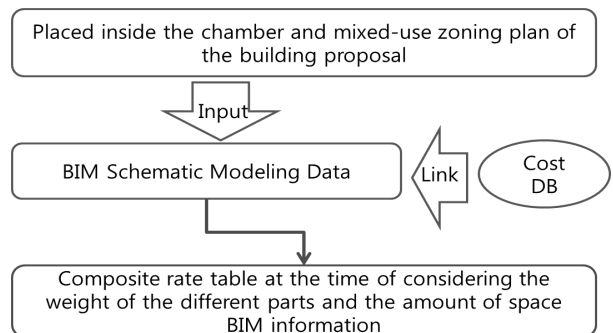 Placed inside the chamber and mixed-use zoning plan of
the building proposal
Input
BIM Schematic Modeling Data
Link
Cost
DB
Composite rate table at the time of considering the
weight of the different parts and the amount of space
BIM information